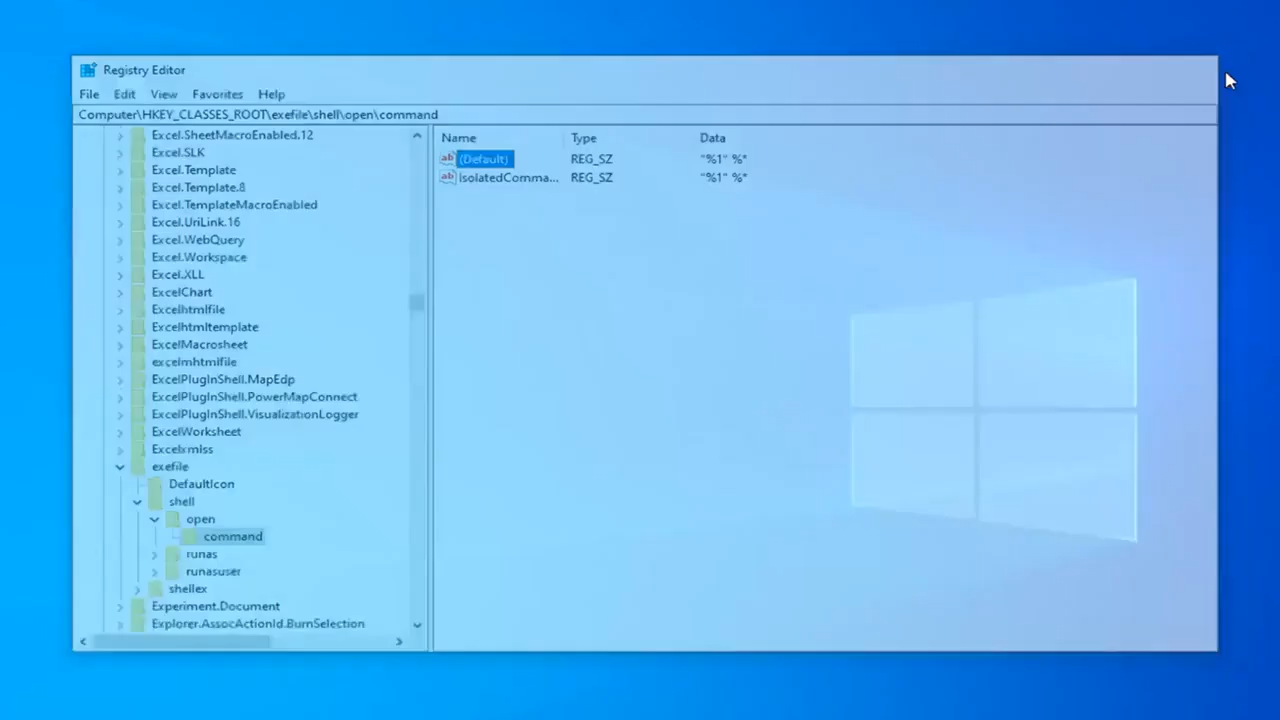 Registry Editor
File Edit View Favorites Help
Computer\HKEY_CLASSES_ROOT\exefile\shell\open\command
Excel.SheetMacroEnabled.12
Excel.SLK
Excel.Template
Excel.Template.8
Excel.TemplateMacroEnabled
Excel.UriLink.16
Excel.WebQuery
Excel.Workspace
Excel.XLL
ExcelChart
Excelhtmlfile
Excelhtmltemplate
ExcelMacrosheet
excelmhtmlfile
ExcelPlugInShell.MapEdp
ExcelPlugInShell.PowerMapConnect
ExcelPlugInShell.VisualizationLogger
ExcelWorksheet
Excelxmlss
exefile
DefaultIcon
shell
open
command
runas
runasuser
shellex
Experiment.Document
Explorer.AssocActionId.BurnSelection
Name Type Data
(Default) REG_SZ "%1" %*
IsolatedComma... REG_SZ "%1" %*